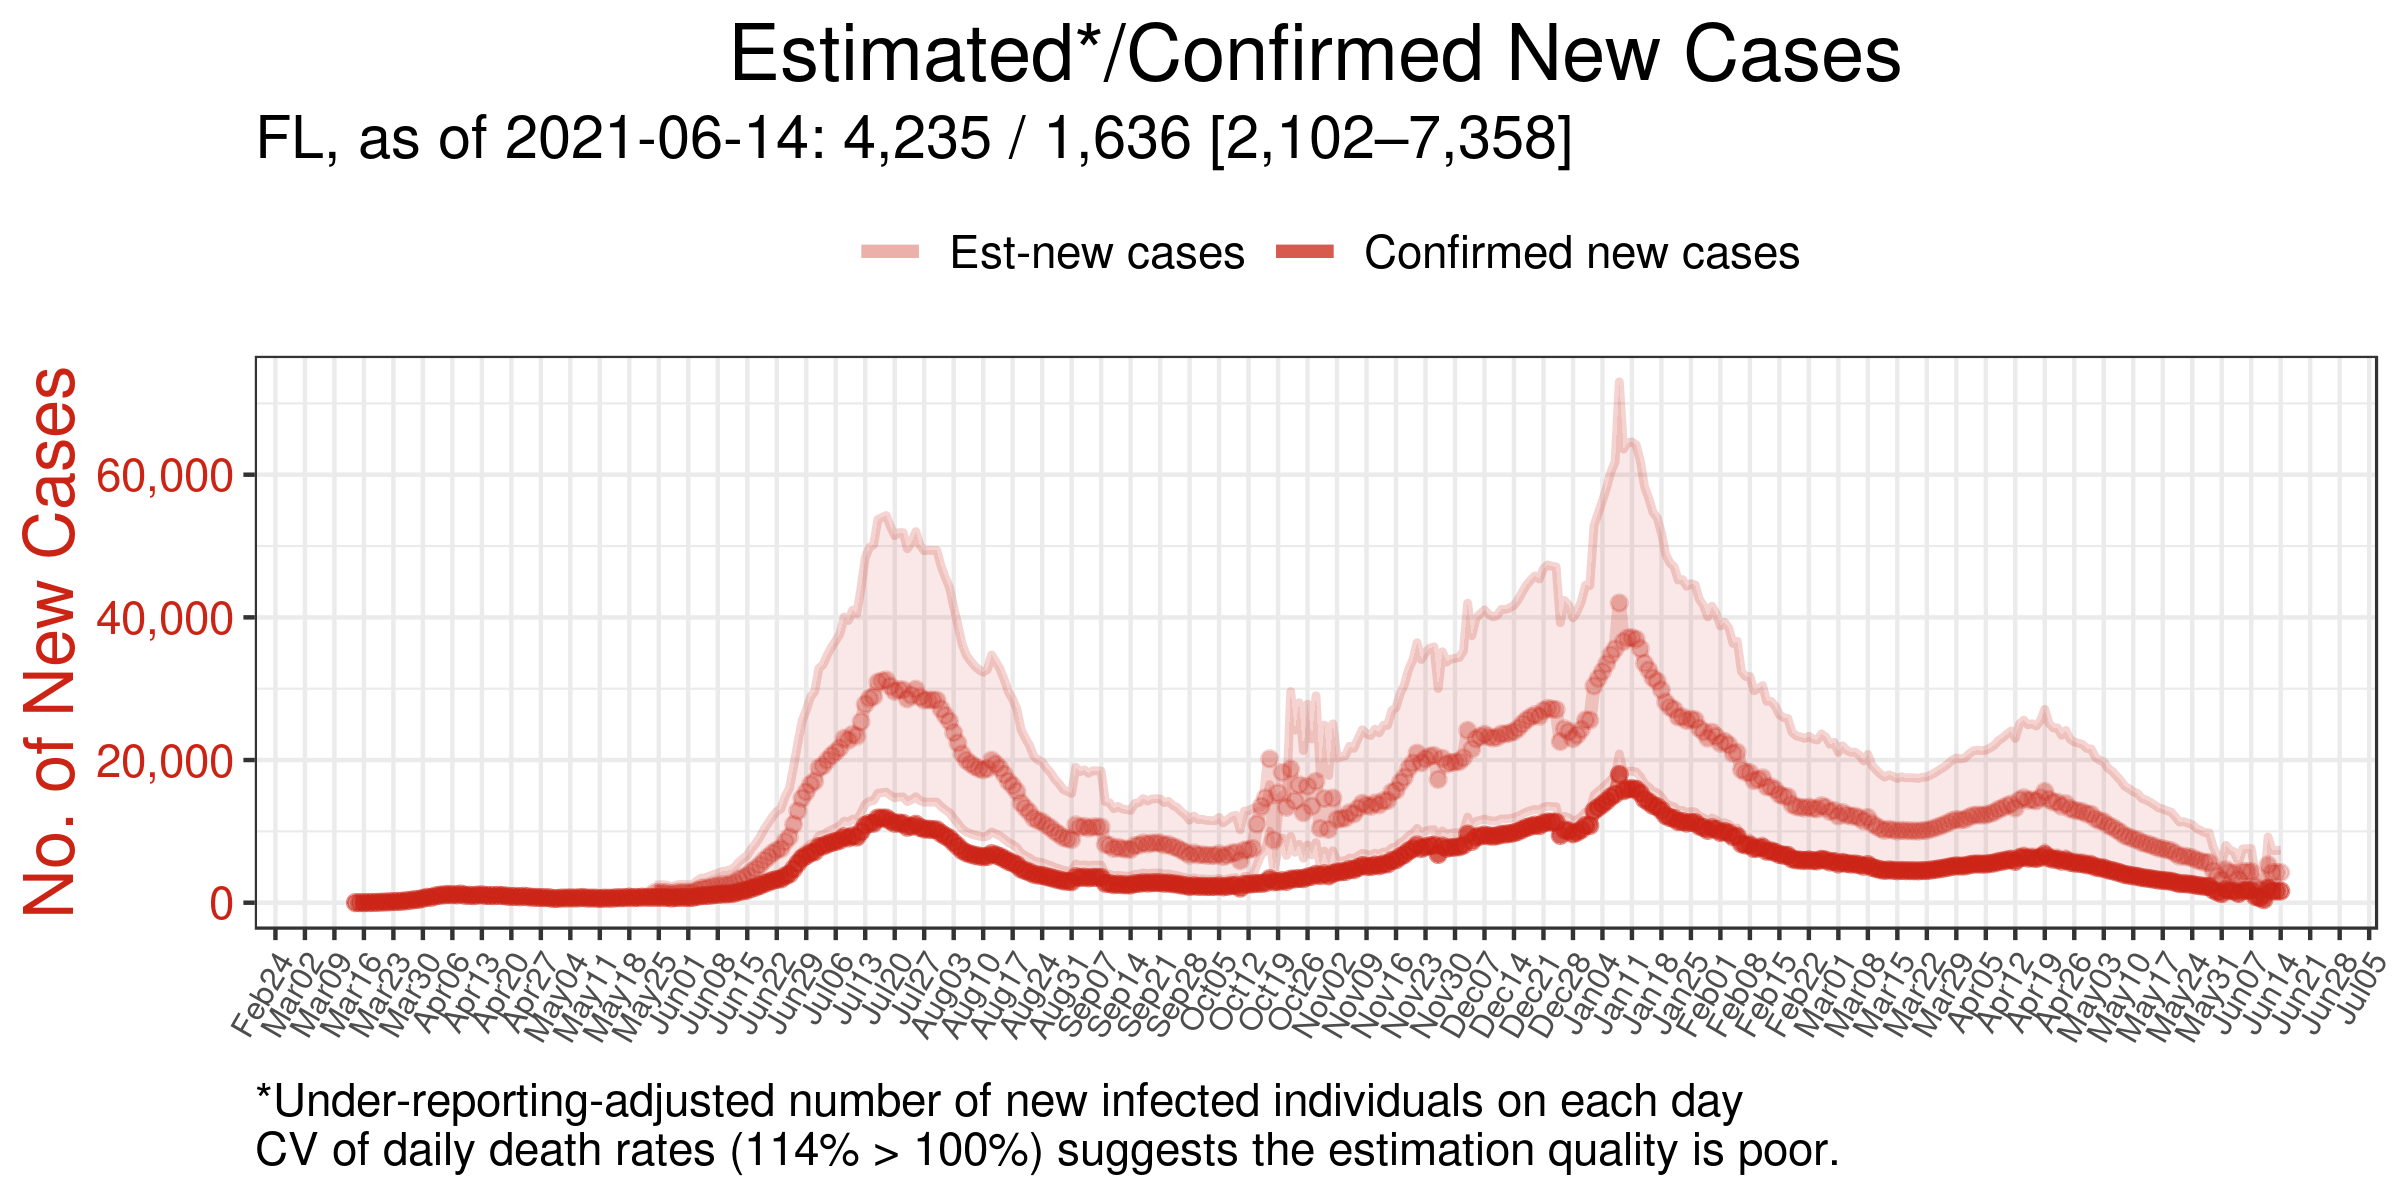 Estimated*/Confirmed New Cases
FL, as of 2021-06-14: 4,235 / 1,636 [2,102–7,358]
Est-new cases Confirmed new cases
No. of New Cases
60,000
40,000
20,000
0
Feb24 Mar02 Mar09 Mar16 Mar23 Mar30 Apr06 Apr13 Apr20 Apr27 May04 May11 May18 May25 Jun01 Jun08 Jun15 Jun22 Jun29 Jul06 Jul13 Jul20 Jul27 Aug03 Aug10 Aug17 Aug24 Aug31 Sep07 Sep14 Sep21 Sep28 Oct05 Oct12 Oct19 Oct26 Nov02 Nov09 Nov16 Nov23 Nov30 Dec07 Dec14 Dec21 Dec28 Jan04 Jan11 Jan18 Jan25 Feb01 Feb08 Feb15 Feb22 Mar01 Mar08 Mar15 Mar22 Mar29 Apr05 Apr12 Apr19 Apr26 May03 May10 May17 May24 May31 Jun07 Jun14 Jun21 Jun28 Jul05
*Under-reporting-adjusted number of new infected individuals on each day
CV of daily death rates (114% > 100%) suggests the estimation quality is poor.